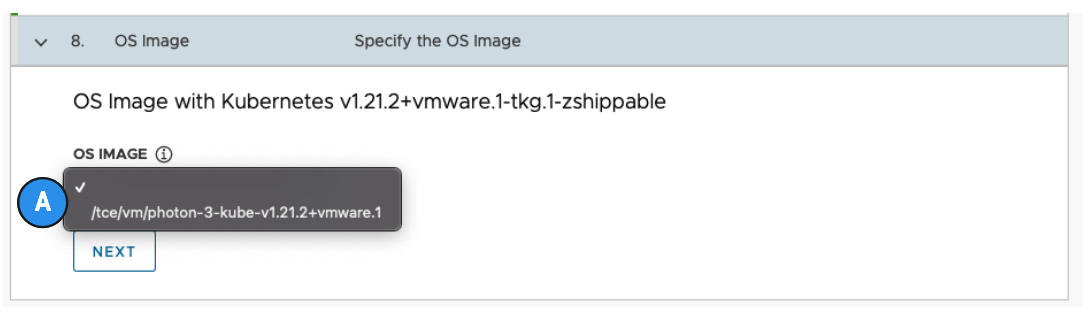 8. OS Image Specify the OS Image
OS Image with Kubernetes v1.21.2+vmware.1-tkg.1-zshippable
OS IMAGE
A
/tce/vm/photon-3-kube-v1.21.2+vmware.1
NEXT